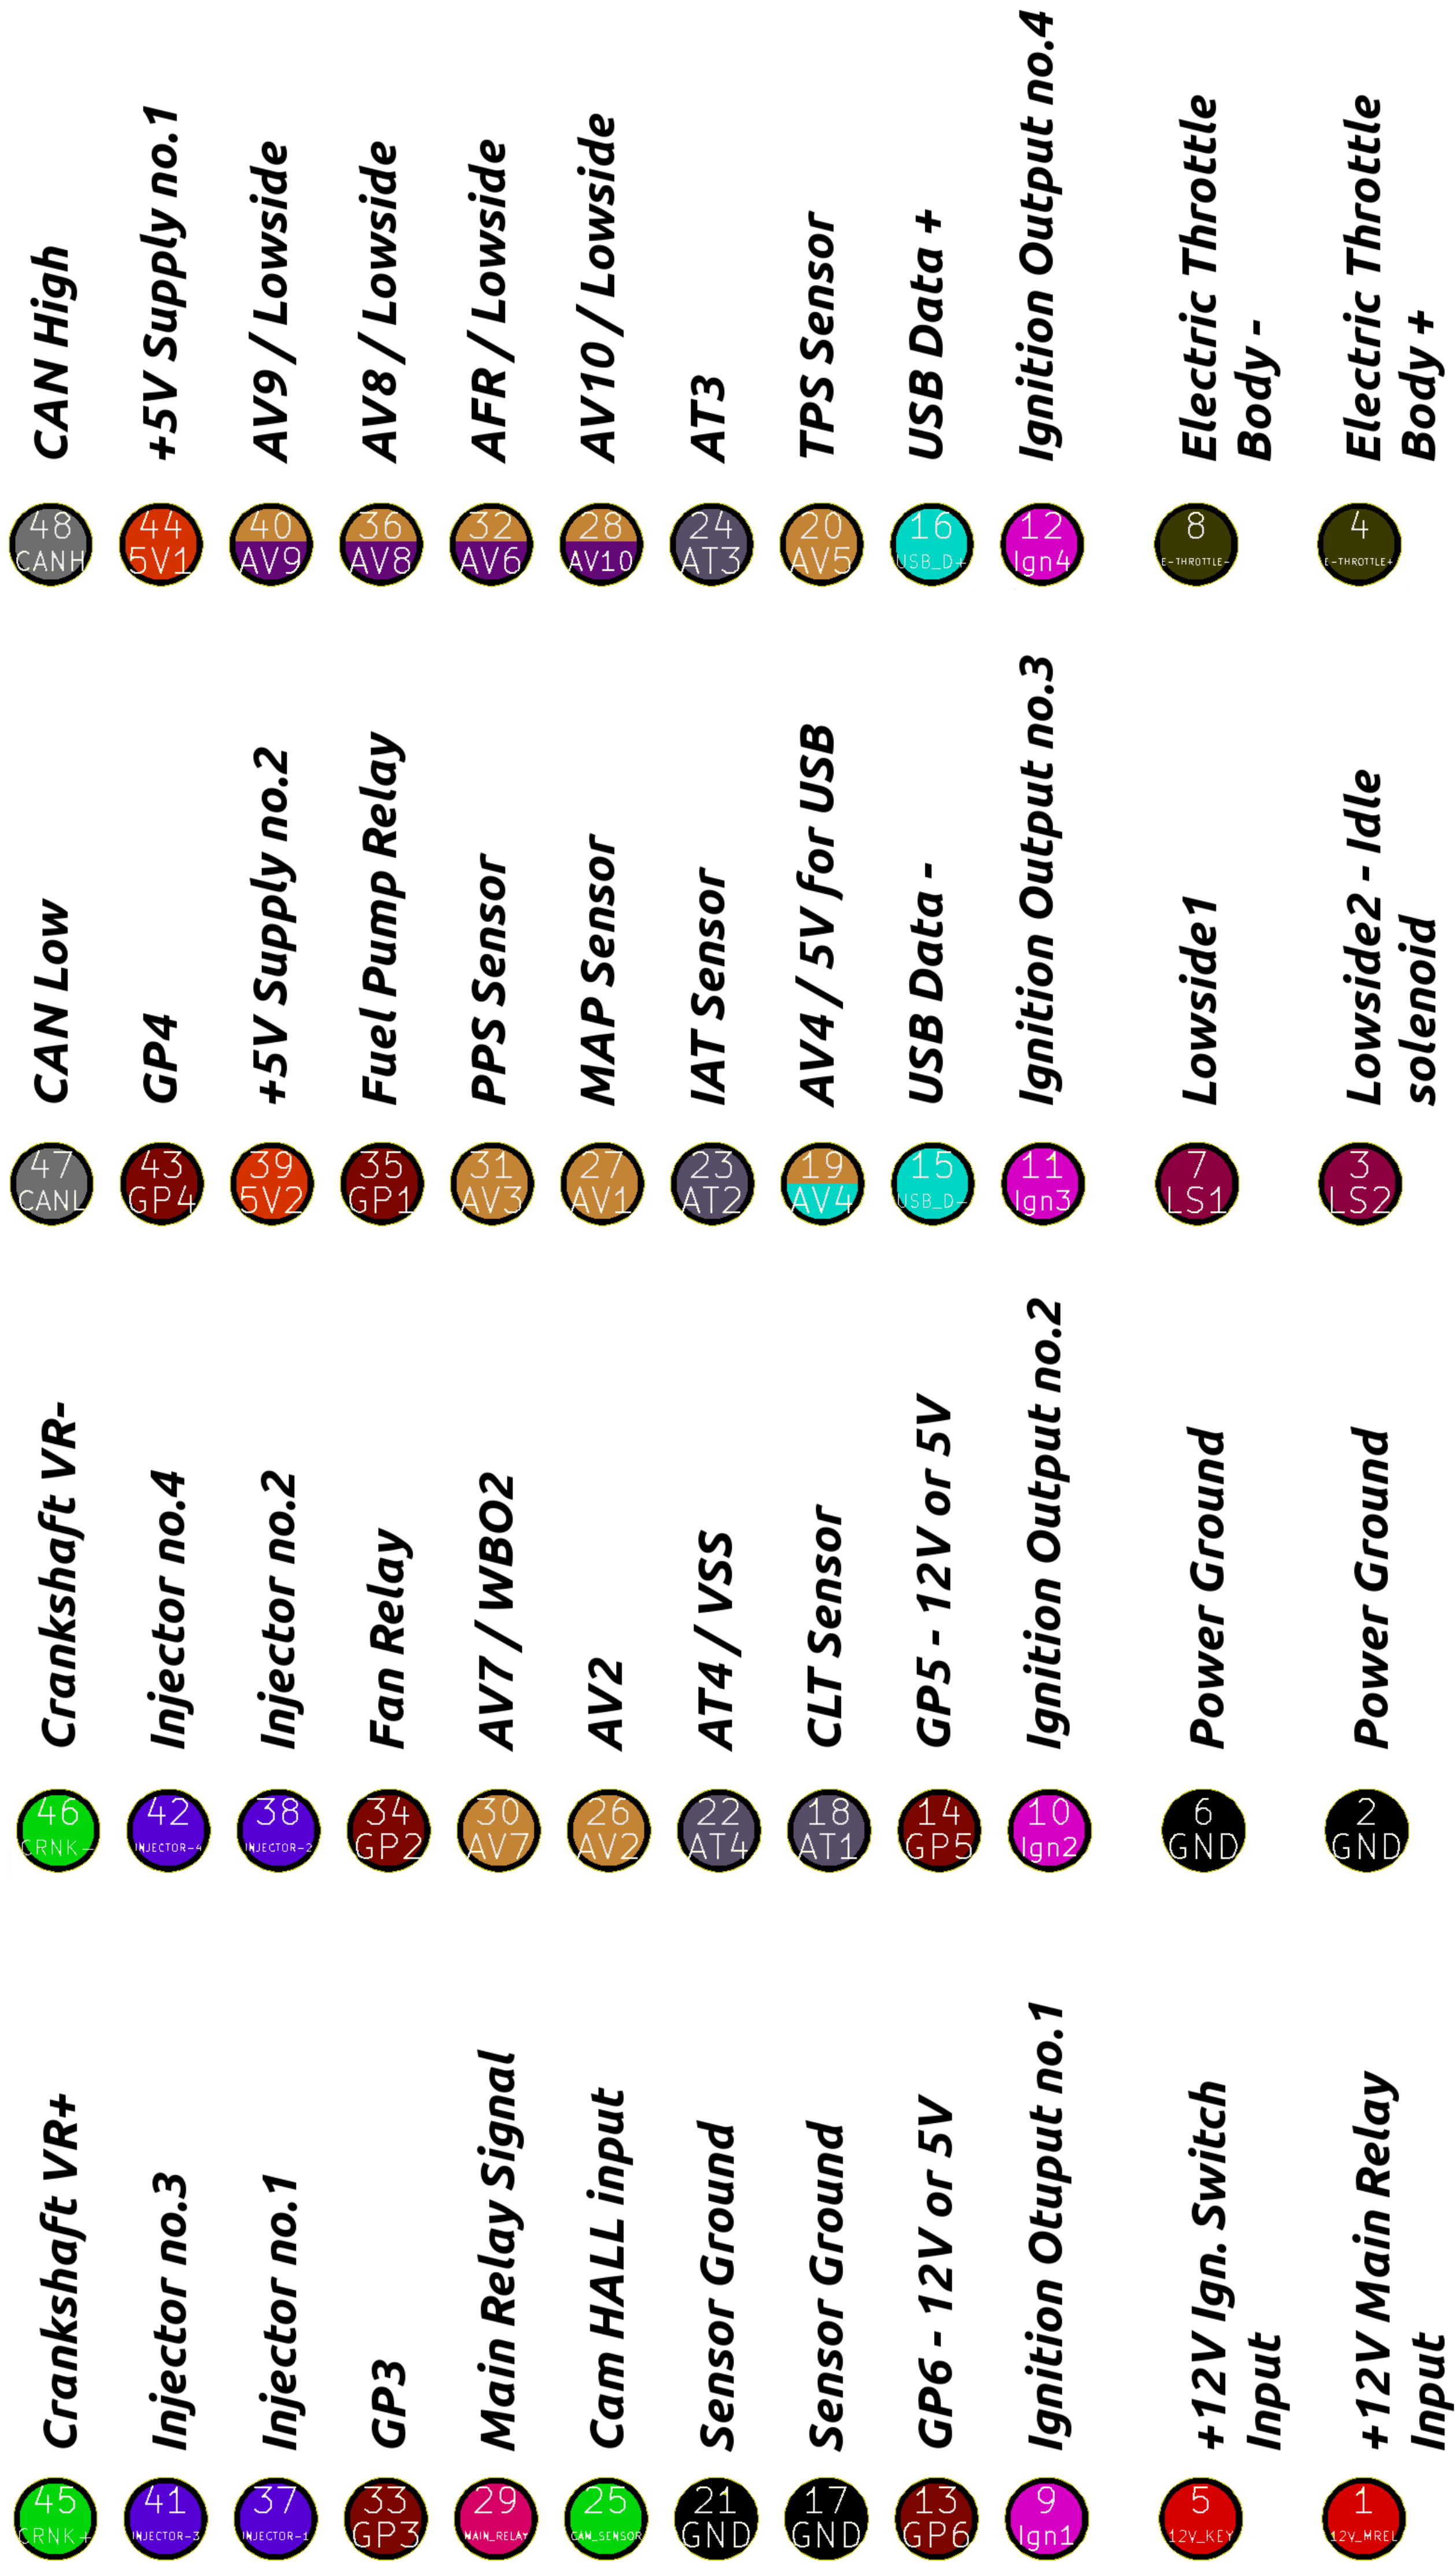 48
CANH
CAN High
44
5V1
+5V Supply no.1
40
AV9
AV9 / Lowside
36
AV8
AV8 / Lowside
32
AV6
AFR / Lowside
28
AV10
AV10 / Lowside
24
AT3
AT3
20
AV5
TPS Sensor
16
USB_D+
USB Data +
12
Ign4
Ignition Output no.4
8
E-THROTTLE-
Electric Throttle
Body -
4
E-THROTTLE+
Electric Throttle
Body +
47
CANL
CAN Low
43
GP4
GP4
39
5V2
+5V Supply no.2
35
GP1
Fuel Pump Relay
31
AV3
PPS Sensor
27
AV1
MAP Sensor
23
AT2
IAT Sensor
19
AV4
AV4 / 5V for USB
15
USB_D-
USB Data -
11
Ign3
Ignition Output no.3
7
LS1
Lowside1
3
LS2
Lowside2 - Idle
solenoid
46
CRNK-
Crankshaft VR-
42
INJECTOR-4
Injector no.4
38
INJECTOR-2
Injector no.2
34
GP2
Fan Relay
30
AV7
AV7 / WBO2
26
AV2
AV2
22
AT4
AT4 / VSS
18
AT1
CLT Sensor
14
GP5
GP5 - 12V or 5V
10
Ign2
Ignition Output no.2
6
GND
Power Ground
2
GND
Power Ground
45
CRNK+
Crankshaft VR+
41
INJECTOR-3
Injector no.3
37
INJECTOR-1
Injector no.1
33
GP3
GP3
29
MAIN_RELAY
Main Relay Signal
25
CAM_SENSOR
Cam HALL input
21
GND
Sensor Ground
17
GND
Sensor Ground
13
GP6
GP6 - 12V or 5V
9
Ign1
Ignition Otuput no.1
5
12V_KEY
+12V Ign. Switch
Input
1
12V_MREL
+12V Main Relay
Input